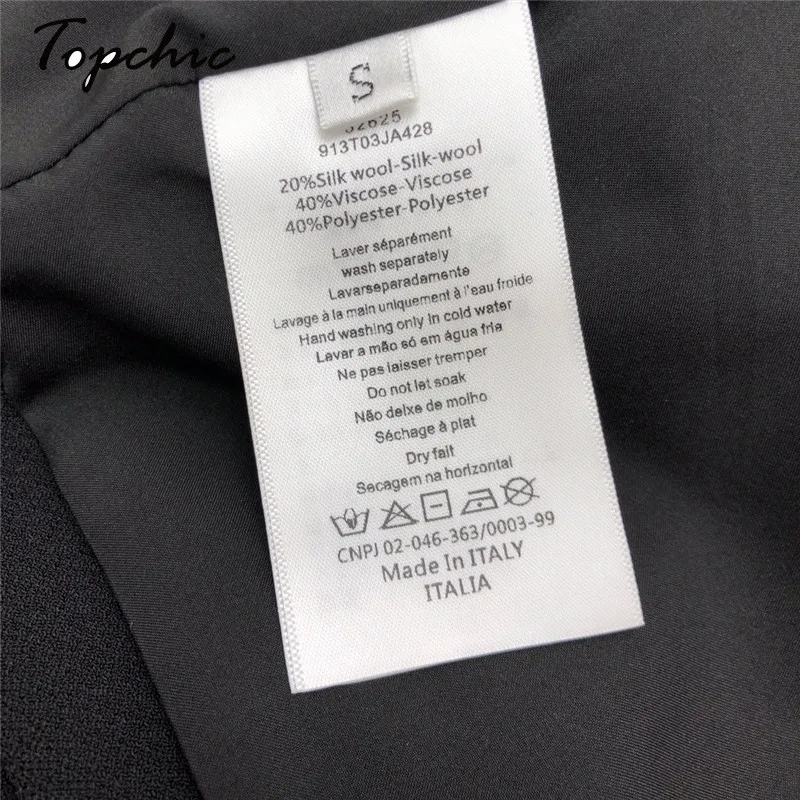 Topchic
S
913T03JA428
20%Silk wool-Silk-wool
40%Viscose-Viscose
40%Polyester-Polyester
Laver séparément
wash separately
Lavarseparadamente
Lavage à la main uniquement à l'eau froide
Hand washing only in cold water
Lavar a mão só em água fria
Ne pas laisser tremper
Do not let soak
Não deixe de molho
Séchage à plat
Dry falt
Secagem na horizontal
CNPJ 02-046-363/0003-99
Made In ITALY
ITALIA